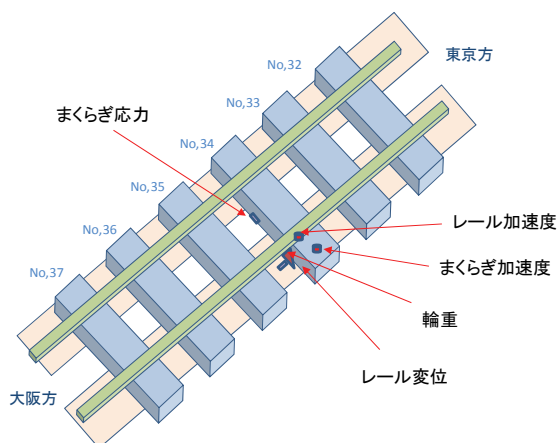 No,32
東京方
No,33
まくらぎ応力
No,34
No,35
レール加速度
No,36
まくらぎ加速度
No,37
輪重
レール変位
大阪方